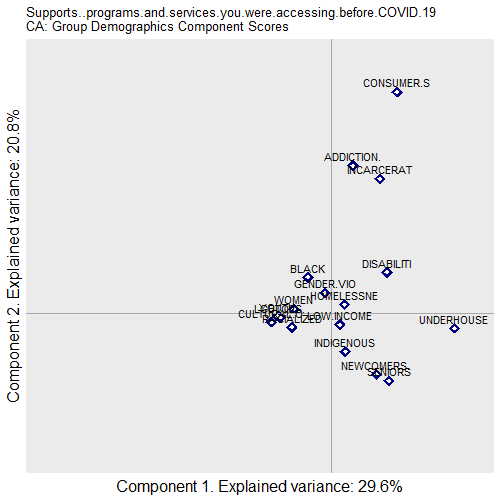 Supports..programs.and.services.you.were.accessing.before.COVID.19
CA: Group Demographics Component Scores
CONSUMER.S
ADDICTION.
INCARCERAT
BLACK
DISABILITI
GENDER.VIO
WOMEN
HOMELESSNE
LOW.INCOME
UNDERHOUSE
INDIGENOUS
NEWCOMERS
SENIORS
Component 2. Explained variance: 20.8%
Component 1. Explained variance: 29.6%